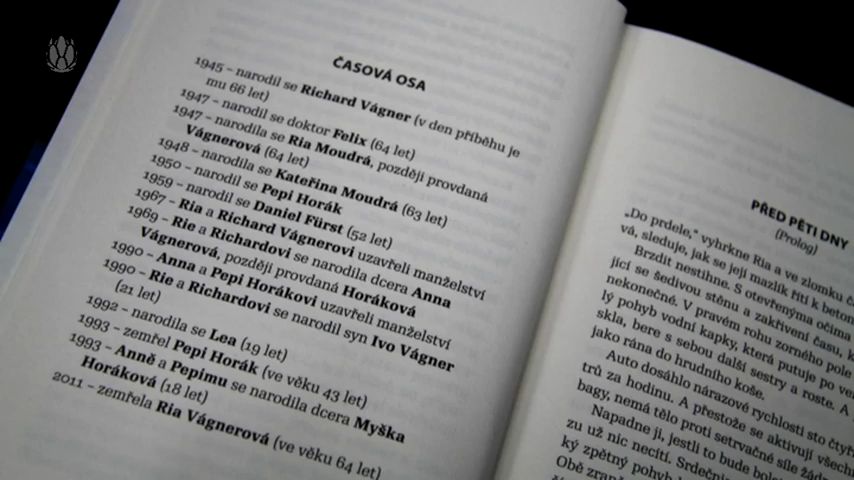 ČASOVÁ OSA
1945 – narodil se Richard Vágner (v den příběhu je
mu 66 let)
1947 – narodil se doktor Felix (64 let)
1947 – narodila se Ria Moudrá, později provdaná
Vágnerová (64 let)
1948 – narodila se Kateřina Moudrá (63 let)
1950 – narodil se Pepi Horák
1959 – narodil se Daniel Fürst (52 let)
1967 – Ria a Richard Vágnerovi uzavřeli manželství
1969 – Rie a Richardovi se narodila dcera Anna
Vágnerová, později provdaná Horáková
1990 – Anna a Pepi Horákovi uzavřeli manželství
1990 – Rie a Richardovi se narodil syn Ivo Vágner
(21 let)
1992 – narodila se Lea (19 let)
1993 – zemřel Pepi Horák (ve věku 43 let)
1993 – Anně a Pepimu se narodila dcera Myška
Horáková (18 let)
2011 – zemřela Ria Vágnerová (ve věku 64 let)
PŘED PĚTI DNY
(Prolog)
„Do prdele,“ vyhrkne Ria a ve zlomku
vá, sleduje, jak se její mazlík řítí k
Brzdit nestihne. S otevřenýma očima
jící se šedivou stěnu a zakřivení času,
nekonečné. V pravém rohu zorného pole
lý pohyb vodní kapky, která putuje po
skla, bere s sebou další sestry a roste. A
jako rána do hrudního koše.
Auto dosáhlo nárazové rychlosti sto
trů za hodinu. A přestože se aktivují
bagy, nemá tělo proti setrvačné síle
Napadne ji, jestli to bude
zu už nic necítí.
ký zpětný pohyb
Obě